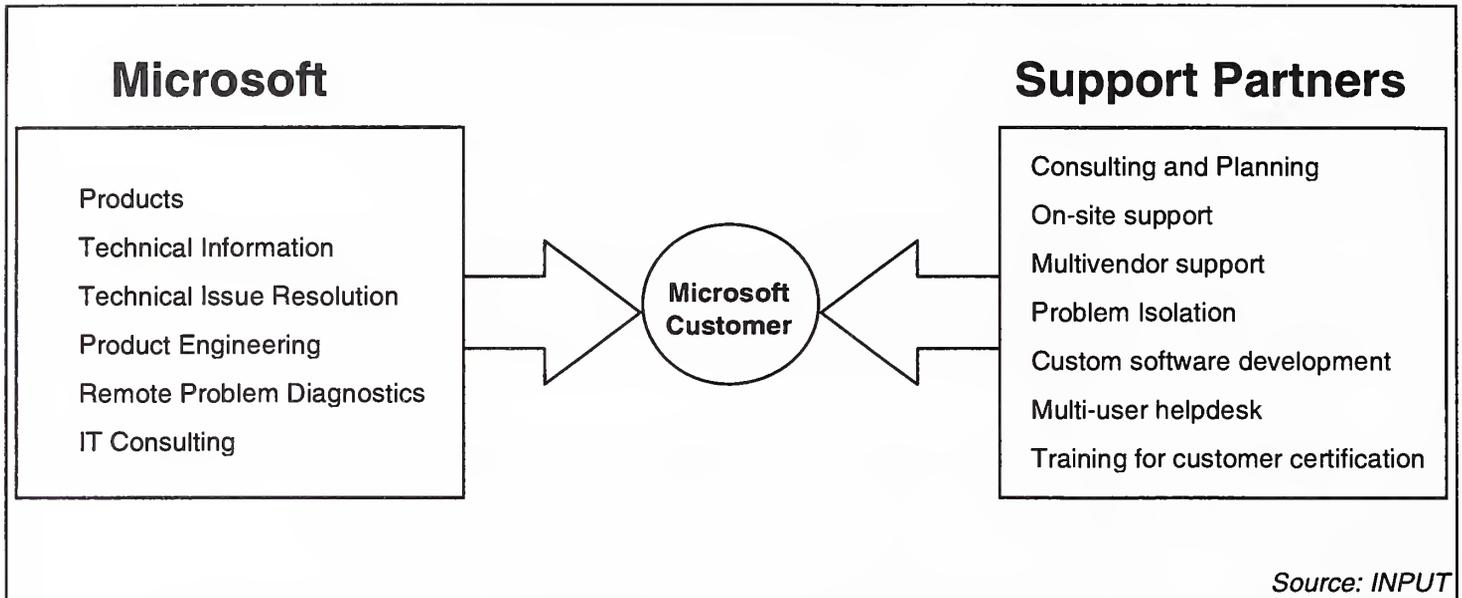 Microsoft
Products
Technical Information
Technical Issue Resolution
Product Engineering
Remote Problem Diagnostics
IT Consulting
Microsoft
Customer
Support Partners
Consulting and Planning
On-site support
Multivendor support
Problem Isolation
Custom software development
Multi-user helpdesk
Training for customer certification
Source: INPUT